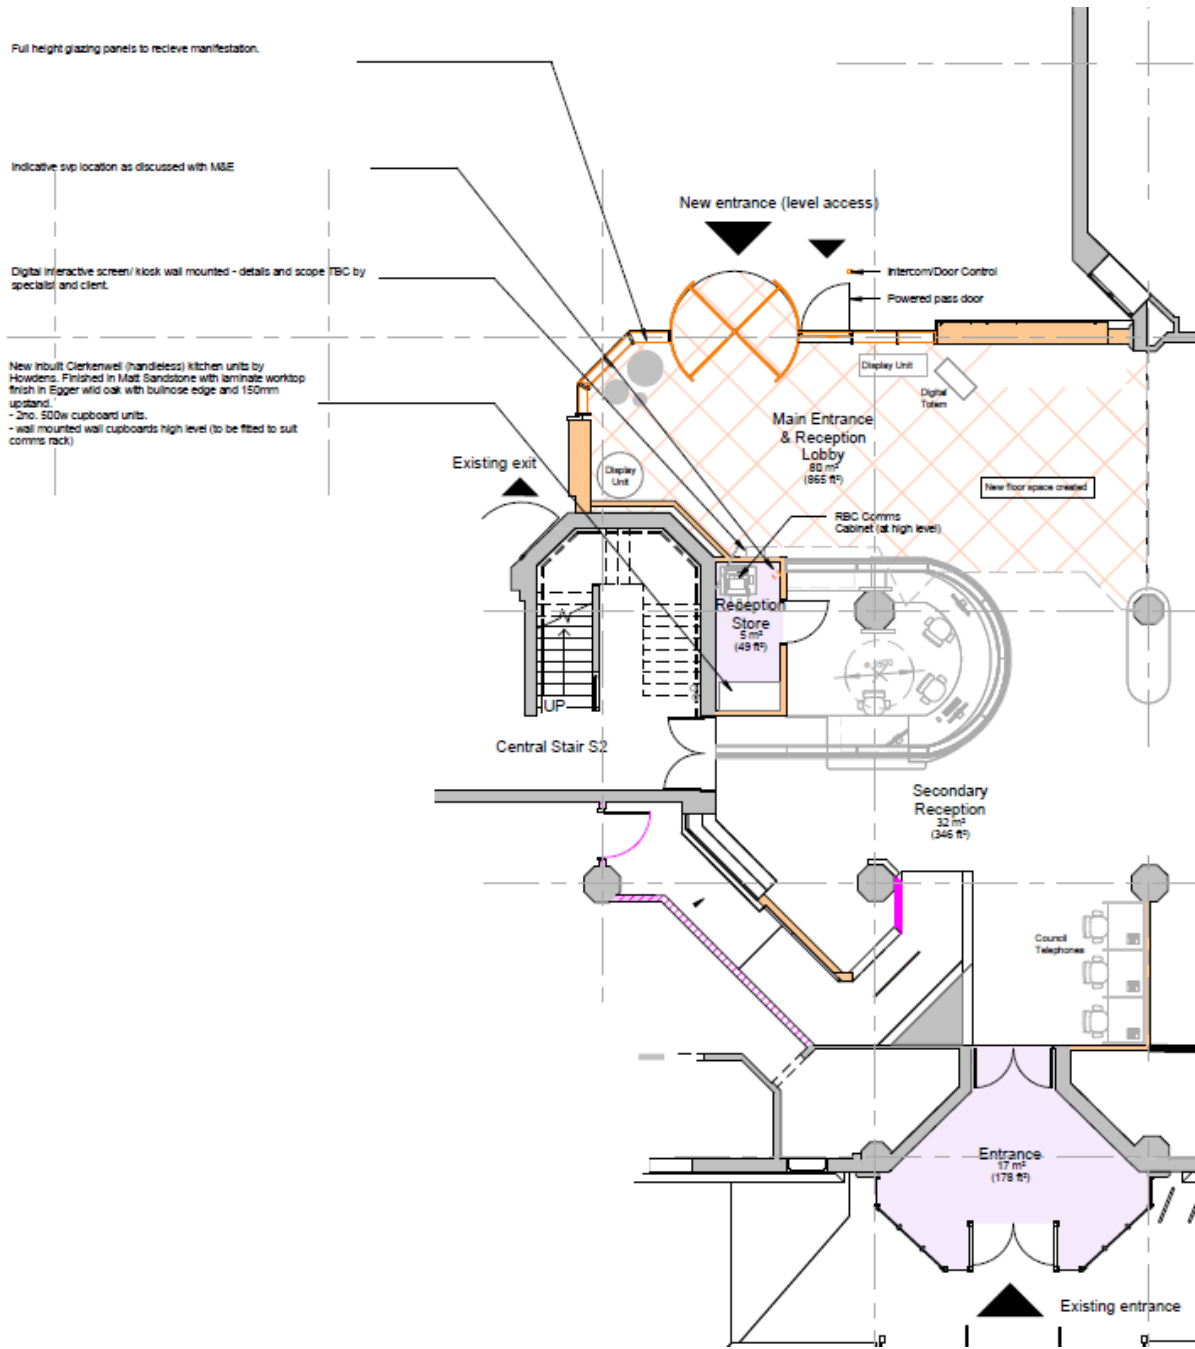 Full height glazing panels to recieve manifestation.
Indicative svp location as discussed with M&E
Digital interactive screen/ kiosk wall mounted - details and scope TBC by
specialist and client.
New inbuilt Clerkenwell (handleless) kitchen units by
Howdens. Finished in Matt Sandstone with laminate worktop
finish in Egger wild oak with bullnose edge and 150mm
upstand.
- 2no. 500w cupboard units.
- wall mounted wall cupboards high level (to be fitted to suit
comms rack)
New entrance (level access)
Intercom/Door Control
Powered pass door
Display Unit
Digital
Totem
Main Entrance
& Reception
Lobby
80 m²
(865 ft²)
New floor space created
Existing exit
Display
Unit
RBC Comms
Cabinet (at high level)
Reception
Store
5 m²
(49 ft²)
UP
Central Stair S2
Secondary
Reception
32 m²
(346 ft²)
Council
Telephones
Entrance
17 m²
(178 ft²)
Existing entrance